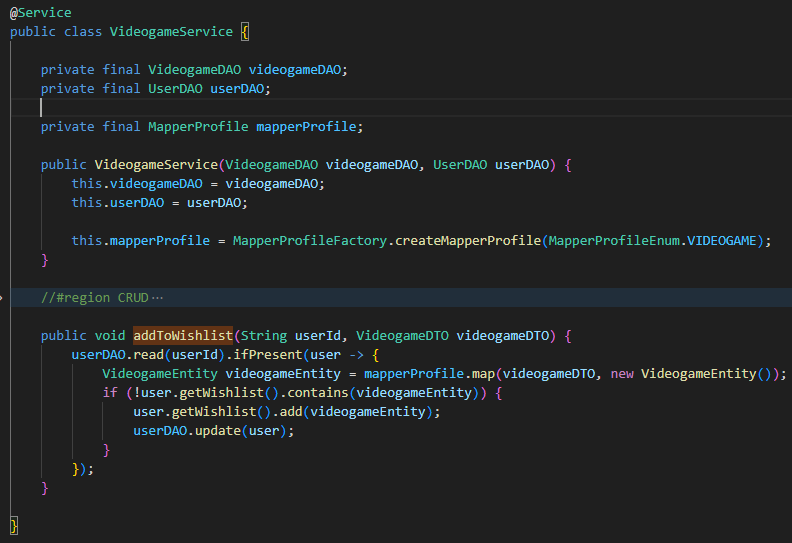 @Service
public class VideogameService {
private final VideogameDAO videogameDAO;
private final UserDAO userDAO;
private final MapperProfile mapperProfile;
public VideogameService(VideogameDAO videogameDAO, UserDAO userDAO) {
this.videogameDAO = videogameDAO;
this.userDAO = userDAO;
this.mapperProfile = MapperProfileFactory.createMapperProfile(MapperProfileEnum.VIDEOGAME);
}
//#region CRUD…
public void addToWishlist(String userId, VideogameDTO videogameDTO) {
userDAO.read(userId).ifPresent(user -> {
VideogameEntity videogameEntity = mapperProfile.map(videogameDTO, new VideogameEntity());
if (!user.getWishlist().contains(videogameEntity)) {
user.getWishlist().add(videogameEntity);
userDAO.update(user);
}
});
}
}